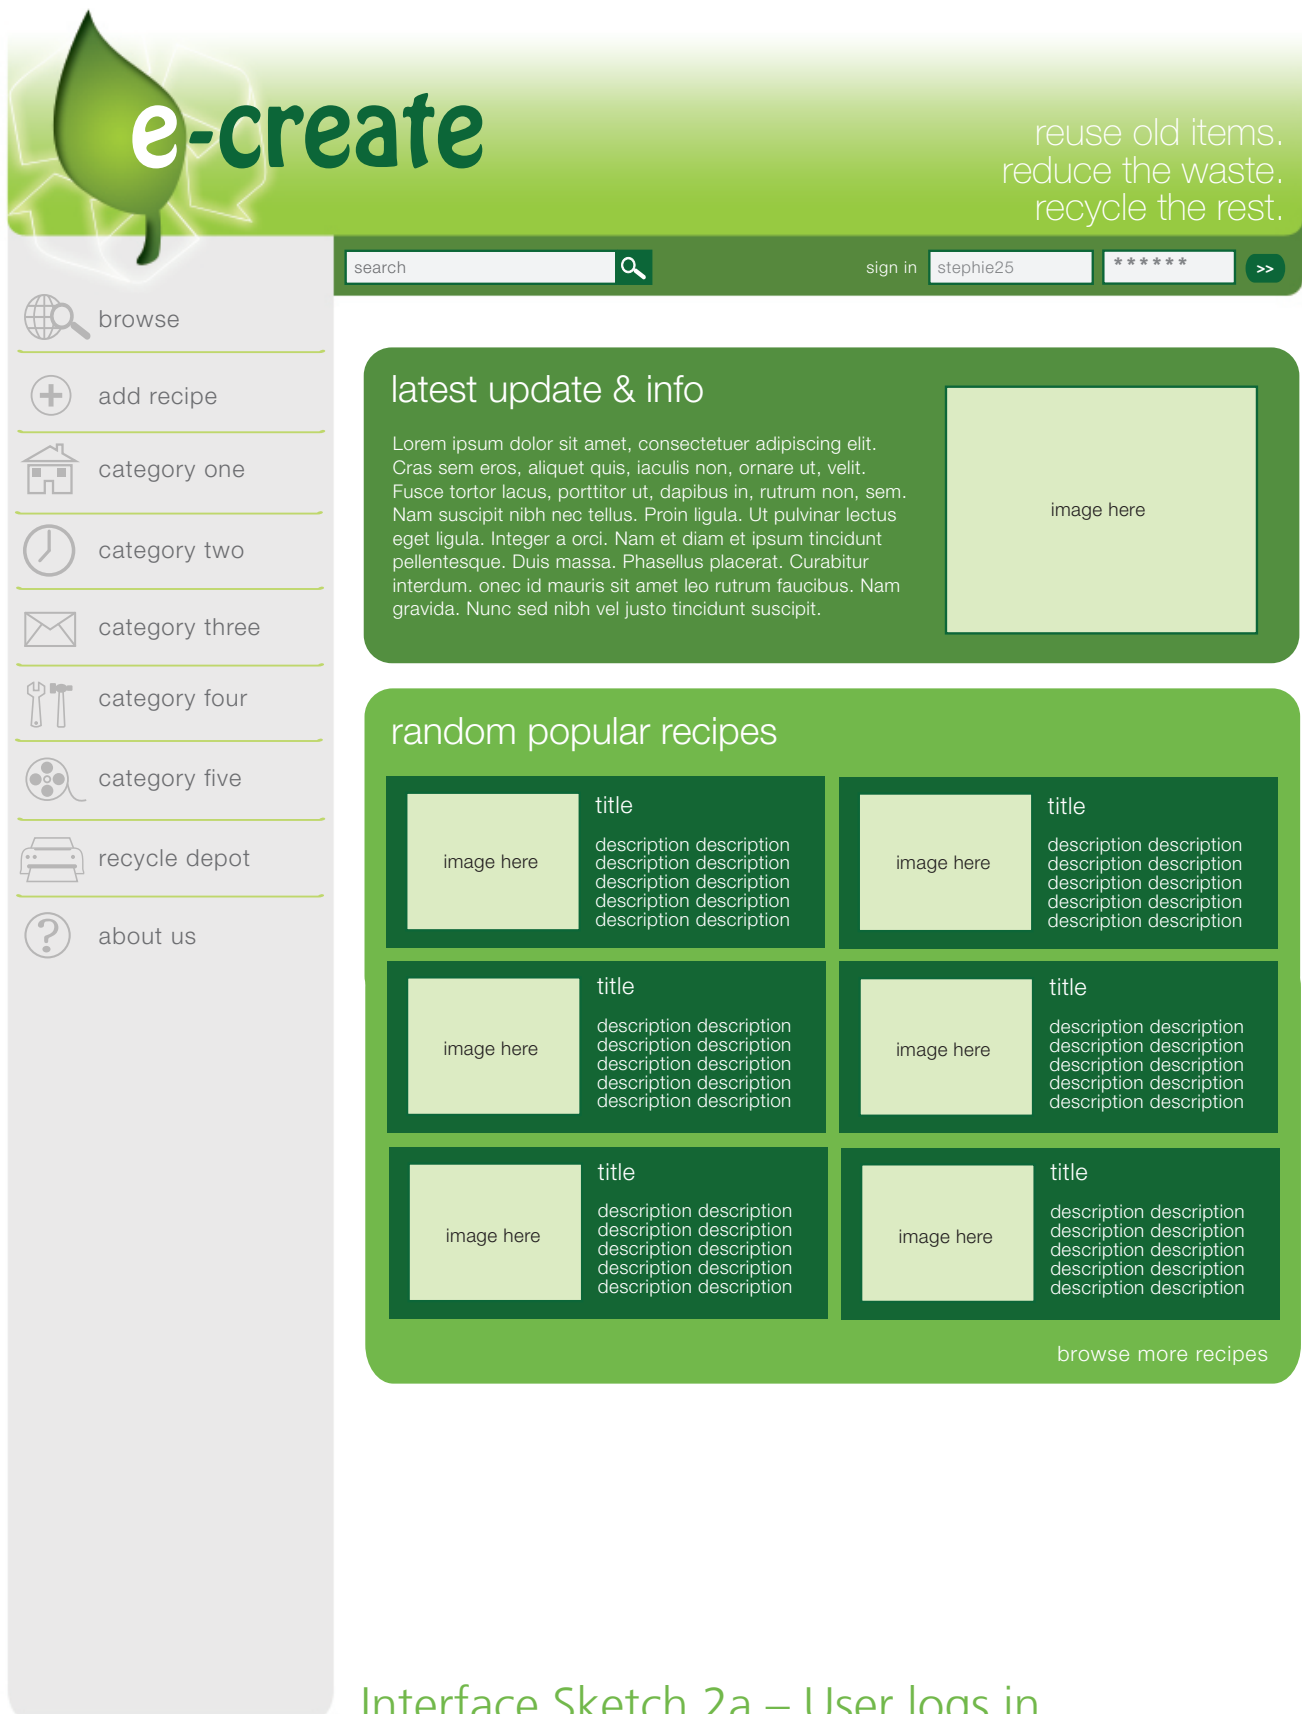 e-create
reuse old items.
reduce the waste.
recycle the rest.
search
sign in
stephie25
******
>>
browse
add recipe
category one
category two
category three
category four
category five
recycle depot
about us
latest update & info
Lorem ipsum dolor sit amet, consectetuer adipiscing elit.
Cras sem eros, aliquet quis, iaculis non, ornare ut, velit.
Fusce tortor lacus, porttitor ut, dapibus in, rutrum non, sem.
Nam suscipit nibh nec tellus. Proin ligula. Ut pulvinar lectus
eget ligula. Integer a orci. Nam et diam et ipsum tincidunt
pellentesque. Duis massa. Phasellus placerat. Curabitur
interdum. onec id mauris sit amet leo rutrum faucibus. Nam
gravida. Nunc sed nibh vel justo tincidunt suscipit.
image here
random popular recipes
image here
title
description description
description description
description description
description description
description description
image here
title
description description
description description
description description
description description
description description
image here
title
description description
description description
description description
description description
description description
image here
title
description description
description description
description description
description description
description description
image here
title
description description
description description
description description
description description
description description
image here
title
description description
description description
description description
description description
description description
browse more recipes
Interface Sketch 2a – User logs in